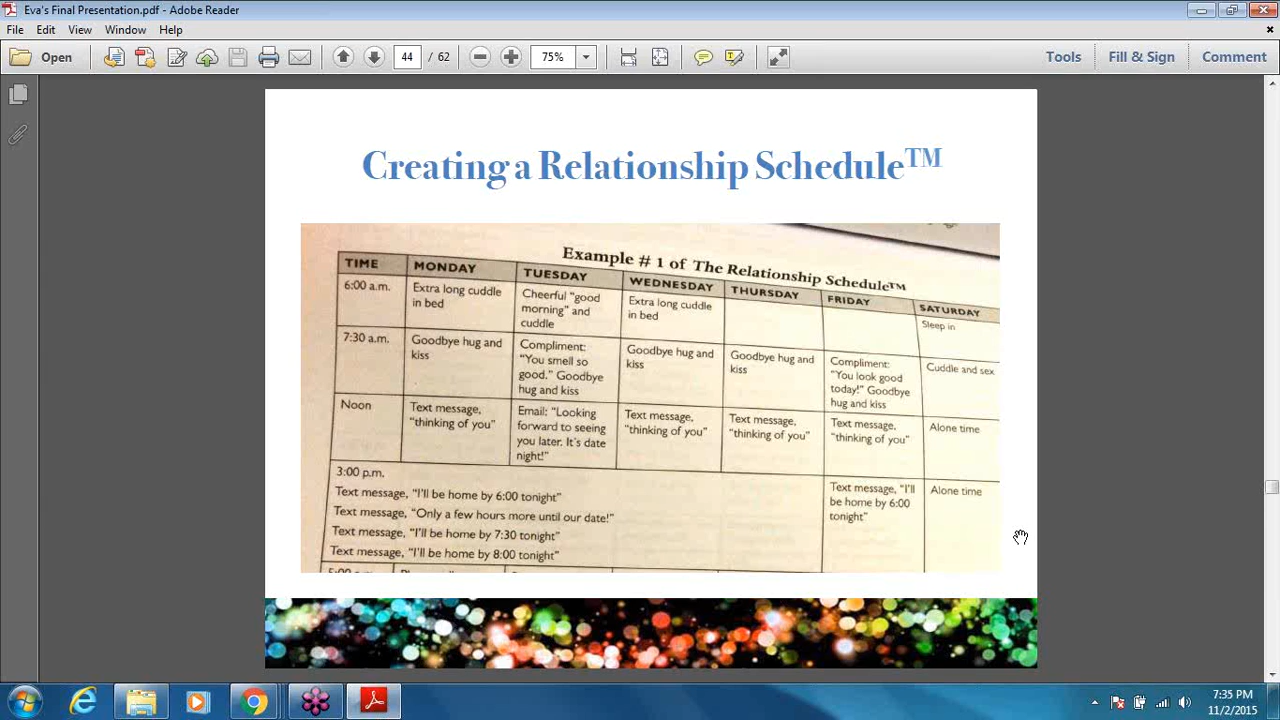 Eva's Final Presentation.pdf - Adobe Reader
File Edit View Window Help
Open 44 / 62 75% Tools Fill & Sign Comment
Creating a Relationship Schedule™
Example # 1 of The Relationship Schedule™
TIME MONDAY TUESDAY WEDNESDAY THURSDAY FRIDAY SATURDAY
6:00 a.m.
Extra long cuddle
in bed
Cheerful "good
morning" and
cuddle
Extra long cuddle
in bed
Sleep in
7:30 a.m.
Goodbye hug and
kiss
Compliment:
"You smell so
good." Goodbye
hug and kiss
Goodbye hug and
kiss
Goodbye hug and
kiss
Compliment:
"You look good
today!" Goodbye
hug and kiss
Cuddle and sex
Noon
Text message,
"thinking of you"
Email: "Looking
forward to seeing
you later. It's date
night!"
Text message,
"thinking of you"
Text message,
"thinking of you"
Text message,
"thinking of you"
Alone time
3:00 p.m.
Text message, "I'll be home by 6:00 tonight"
Text message, "Only a few hours more until our date!"
Text message, "I'll be home by 7:30 tonight"
Text message, "I'll be home by 8:00 tonight"
Text message, "I'll
be home by 6:00
tonight"
Alone time
7:35 PM
11/2/2015